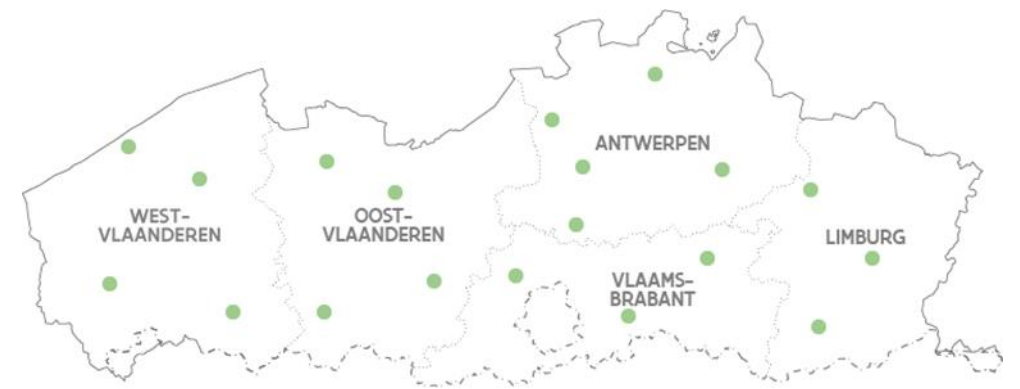 ANTWERPEN
WEST-
VLAANDEREN
OOST-
VLAANDEREN
LIMBURG
VLAAMS-
BRABANT